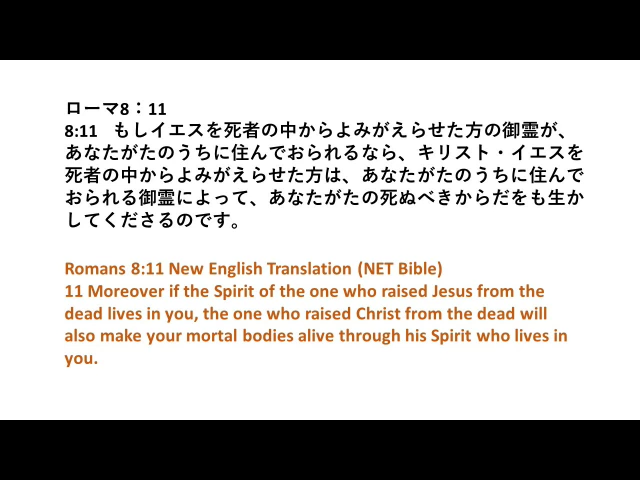 ローマ8：11
8:11　もしイエスを死者の中からよみがえらせた方の御霊が、
あなたがたのうちに住んでおられるなら、キリスト・イエスを
死者の中からよみがえらせた方は、あなたがたのうちに住んで
おられる御霊によって、あなたがたの死ぬべきからだをも生か
してくださるのです。
Romans 8:11 New English Translation (NET Bible)
11 Moreover if the Spirit of the one who raised Jesus from the
dead lives in you, the one who raised Christ from the dead will
also make your mortal bodies alive through his Spirit who lives in
you.